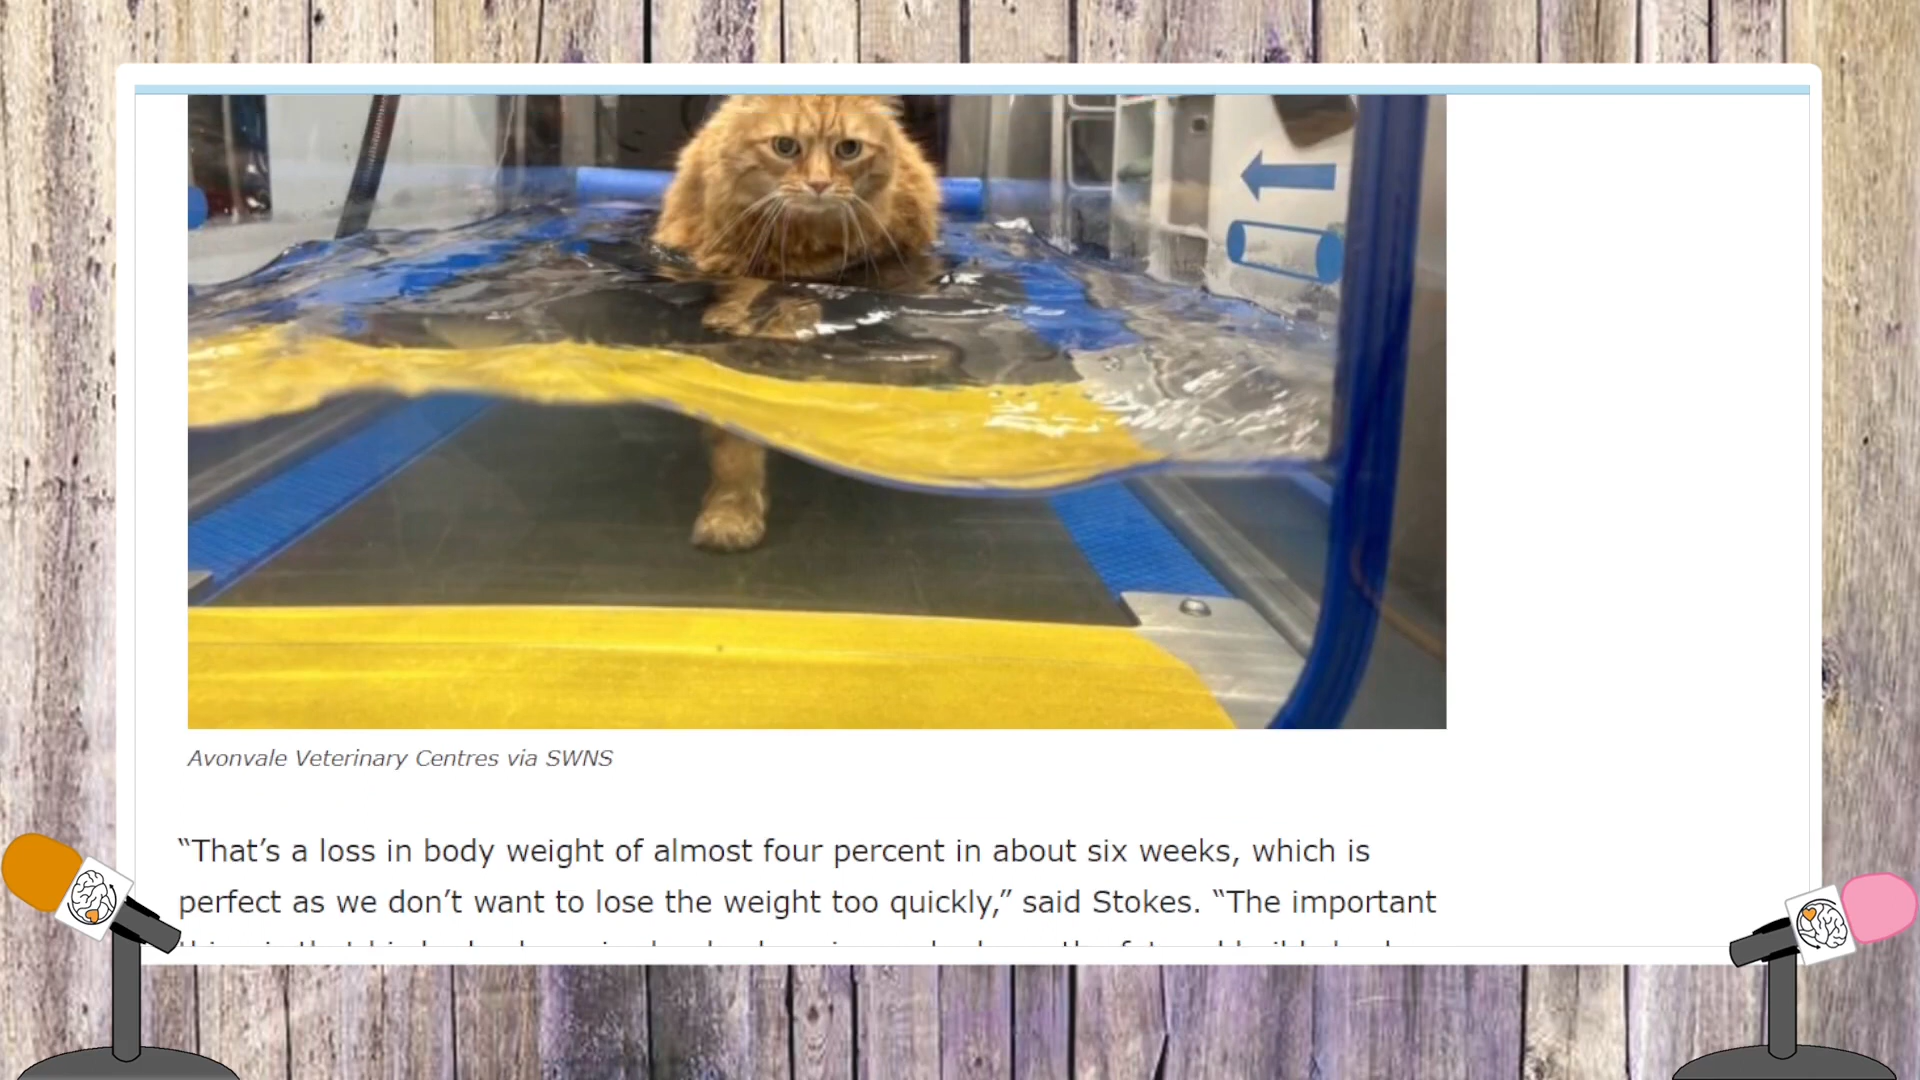 Avonvale Veterinary Centres via SWNS
“That’s a loss in body weight of almost four percent in about six weeks, which is
perfect as we don’t want to lose the weight too quickly,” said Stokes. “The important